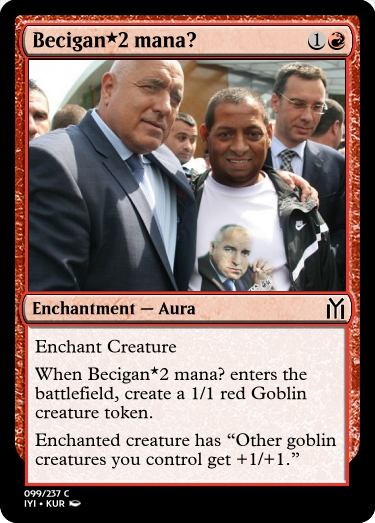 Becigan★2 mana? 1
Enchantment — Aura
Enchant Creature
When Becigan*2 mana? enters the
battlefield, create a 1/1 red Goblin
creature token.
Enchanted creature has “Other goblin
creatures you control get +1/+1.”
099/237 C
IYI • KUR